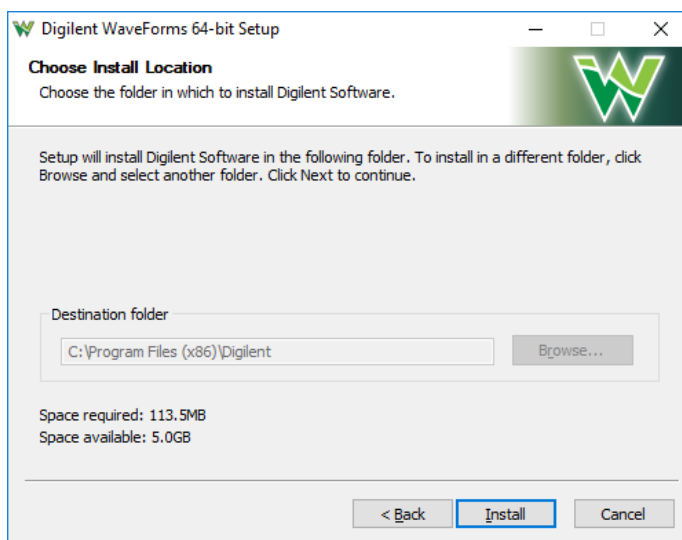 Digilent WaveForms 64-bit Setup
Choose Install Location
Choose the folder in which to install Digilent Software.
Setup will install Digilent Software in the following folder. To install in a different folder, click
Browse and select another folder. Click Next to continue.
Destination folder
C:\Program Files (x86)\Digilent
Browse...
Space required: 113.5MB
Space available: 5.0GB
< Back
Install
Cancel